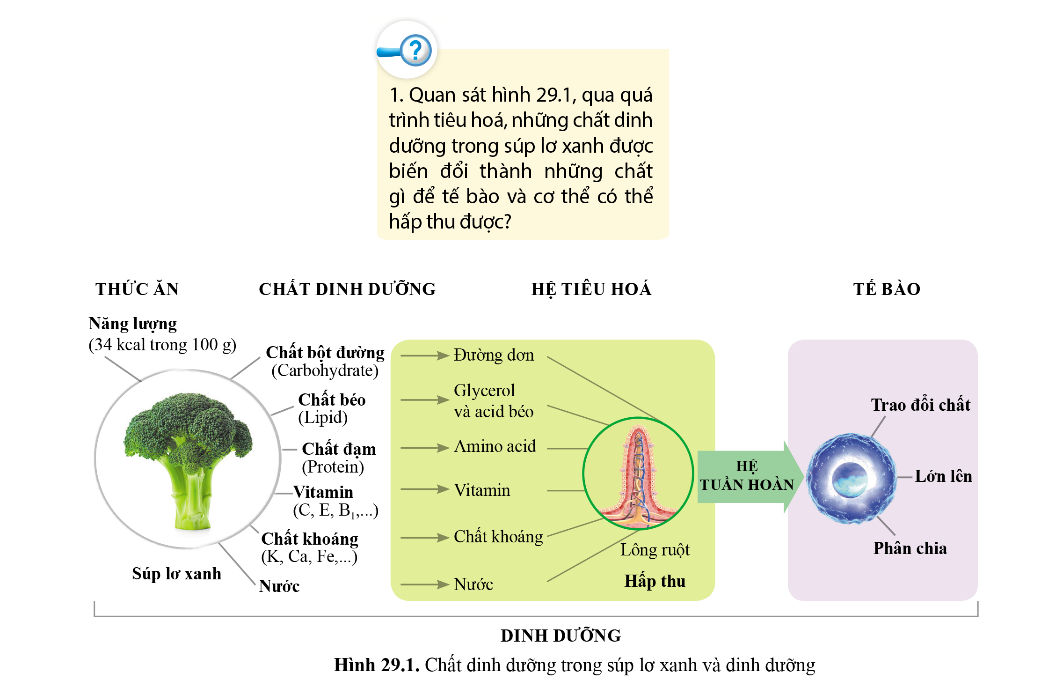 ?
1. Quan sát hình 29.1, qua quá
trình tiêu hoá, những chất dinh
dưỡng trong súp lơ xanh được
biến đổi thành những chất
gì để tế bào và cơ thể có thể
hấp thu được?
THỨC ĂN
CHẤT DINH DƯỠNG
HỆ TIÊU HOÁ
TẾ BÀO
Năng lượng
(34 kcal trong 100 g)
Chất bột đường
(Carbohydrate)
Chất béo
(Lipid)
Chất đạm
(Protein)
Vitamin
(C, E, B₁,...)
Chất khoáng
(K, Ca, Fe,...)
Nước
Súp lơ xanh
Đường đơn
Glycerol
và acid béo
Amino acid
Vitamin
Chất khoáng
Nước
Lông ruột
Hấp thu
HỆ
TUẦN HOÀN
Trao đổi chất
Lớn lên
Phân chia
DINH DƯỠNG
Hình 29.1. Chất dinh dưỡng trong súp lơ xanh và dinh dưỡng